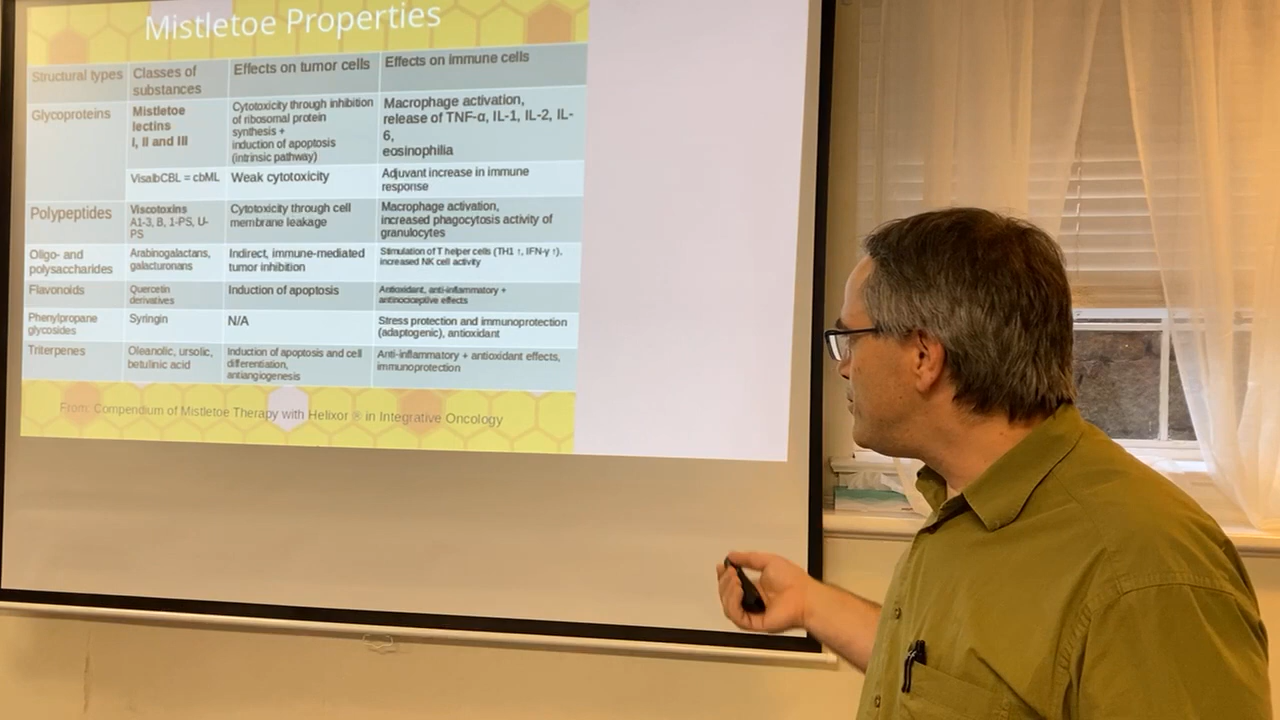 Mistletoe Properties
Structural types
Classes of
substances
Effects on tumor cells
Effects on immune cells
Glycoproteins
Mistletoe
lectins
I, II and III
Cytotoxicity through inhibition
of ribosomal protein
synthesis +
induction of apoptosis
(intrinsic pathway)
Macrophage activation,
release of TNF-α, IL-1, IL-2, IL-
6,
eosinophilia
VisalbCBL = cbML
Weak cytotoxicity
Adjuvant increase in immune
response
Polypeptides
Viscotoxins
A1-3, B, 1-PS, U-
PS
Cytotoxicity through cell
membrane leakage
Macrophage activation,
increased phagocytosis activity of
granulocytes
Oligo- and
polysaccharides
Arabinogalactans,
galacturonans
Indirect, immune-mediated
tumor inhibition
Stimulation of T helper cells (TH1 ↑, IFN-γ ↑),
increased NK cell activity
Flavonoids
Quercetin
derivatives
Induction of apoptosis
Antioxidant, anti-inflammatory +
antinociceptive effects
Phenylpropane
glycosides
Syringin
N/A
Stress protection and immunoprotection
(adaptogenic), antioxidant
Triterpenes
Oleanolic, ursolic,
betulinic acid
Induction of apoptosis and cell
differentiation,
antiangiogenesis
Anti-inflammatory + antioxidant effects,
immunoprotection
From: Compendium of Mistletoe Therapy with Helixor ® in Integrative Oncology